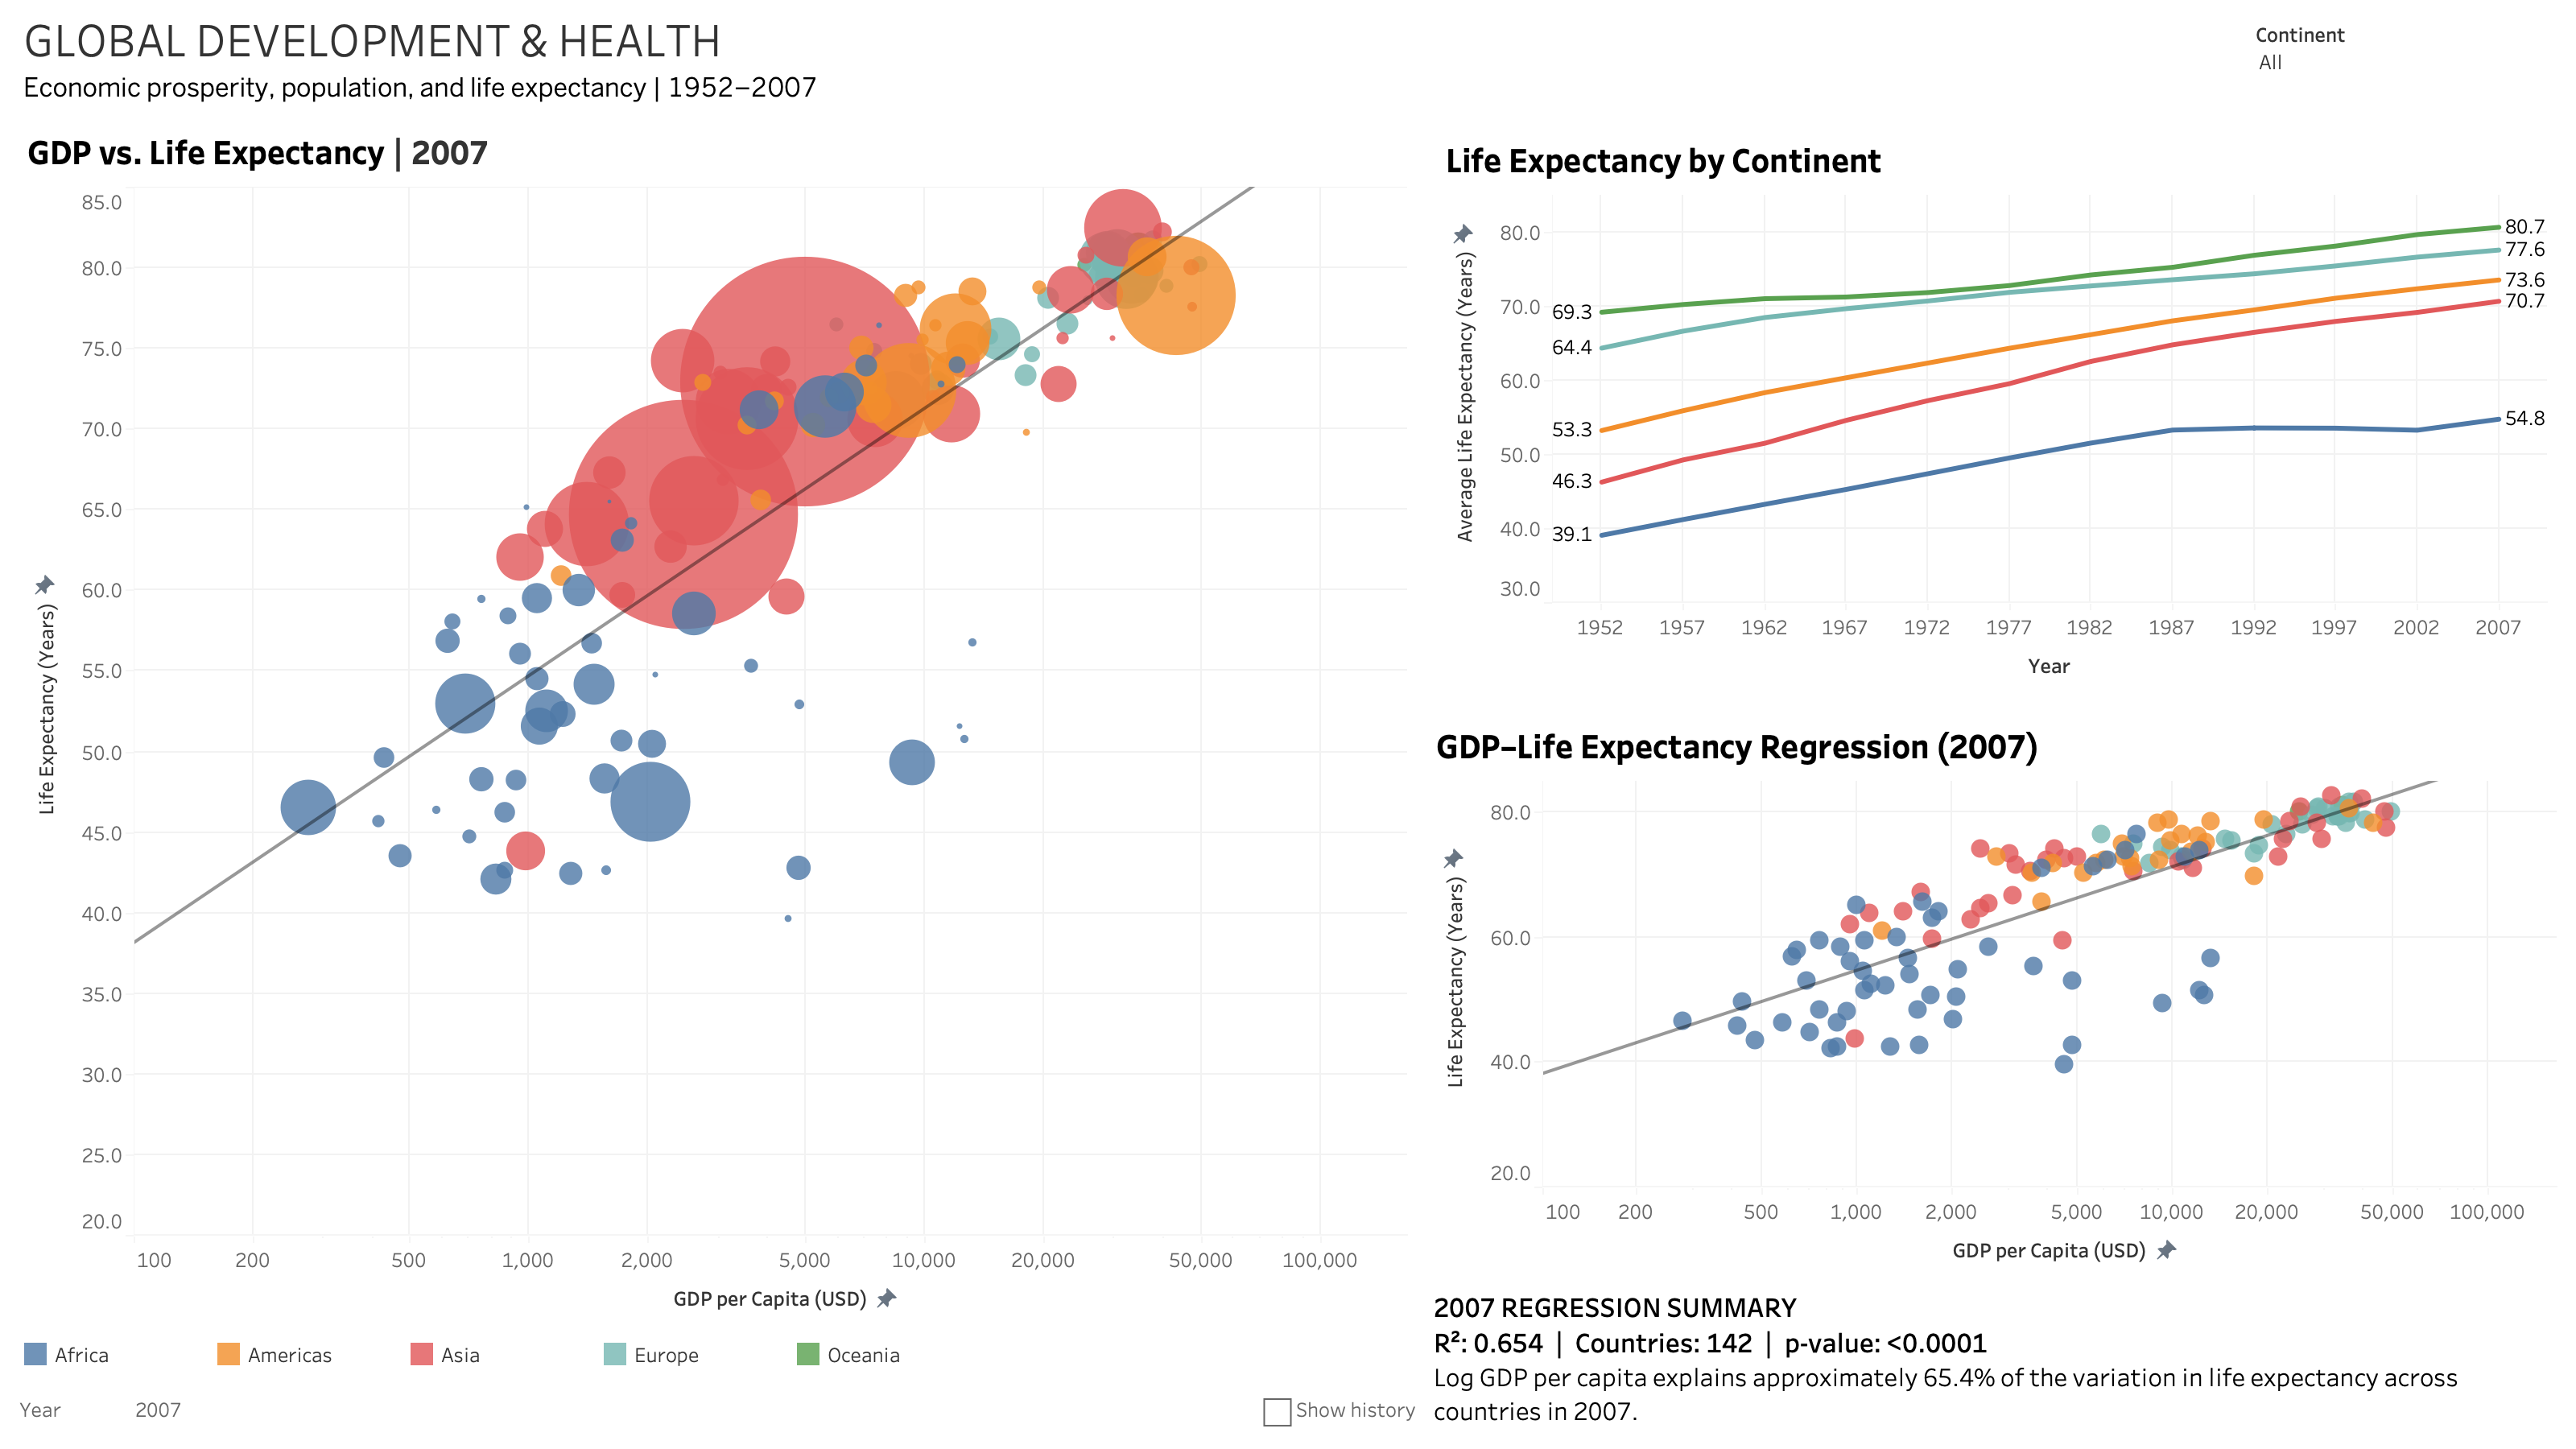 GLOBAL DEVELOPMENT & HEALTH
Economic prosperity, population, and life expectancy | 1952–2007
Continent
All
GDP vs. Life Expectancy | 2007
85.0
80.0
75.0
70.0
65.0
60.0
55.0
50.0
45.0
40.0
35.0
30.0
25.0
20.0
Life Expectancy (Years)
100 200 500 1,000 2,000 5,000 10,000 20,000 50,000 100,000
GDP per Capita (USD)
Africa Americas Asia Europe Oceania
Year 2007
Show history
Life Expectancy by Continent
80.0
70.0
60.0
50.0
40.0
30.0
Average Life Expectancy (Years)
69.3
64.4
53.3
46.3
39.1
80.7
77.6
73.6
70.7
54.8
1952 1957 1962 1967 1972 1977 1982 1987 1992 1997 2002 2007
Year
GDP–Life Expectancy Regression (2007)
80.0
60.0
40.0
20.0
Life Expectancy (Years)
100 200 500 1,000 2,000 5,000 10,000 20,000 50,000 100,000
GDP per Capita (USD)
2007 REGRESSION SUMMARY
R²: 0.654 | Countries: 142 | p-value: <0.0001
Log GDP per capita explains approximately 65.4% of the variation in life expectancy across
countries in 2007.